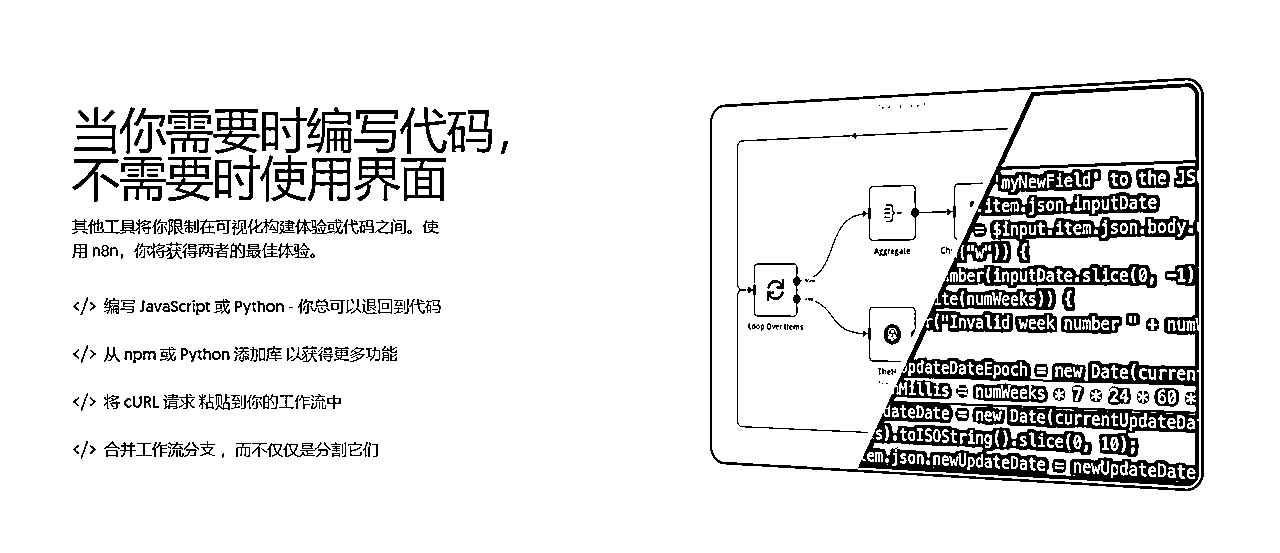 当你需要时编写代码，
不需要时使用界面
其他工具将你限制在可视化构建体验或代码之间。使
用 n8n，你将获得两者的最佳体验。
</> 编写 JavaScript 或 Python - 你总可以退回到代码
</> 从 npm 或 Python 添加库 以获得更多功能
</> 将 cURL 请求 粘贴到你的工作流中
</> 合并工作流分支 ，而不仅仅是分割它们
Aggregate
Loop Over Items
'myNewField' to the JS
item.json.inputDate
= $input.item.json.body.
("W")) {
mber(inputDate.slice(0, -1)
ite(numWeeks)) {
r("Invalid week number " + num
UpdateDateEpoch = new Date(curren
Millis = numWeeks * 7 * 24 * 60 *
dateDate = new Date(currentUpdateDa
s).toISOString().slice(0, 10);
em.json.newUpdateDate = newUpdateDate